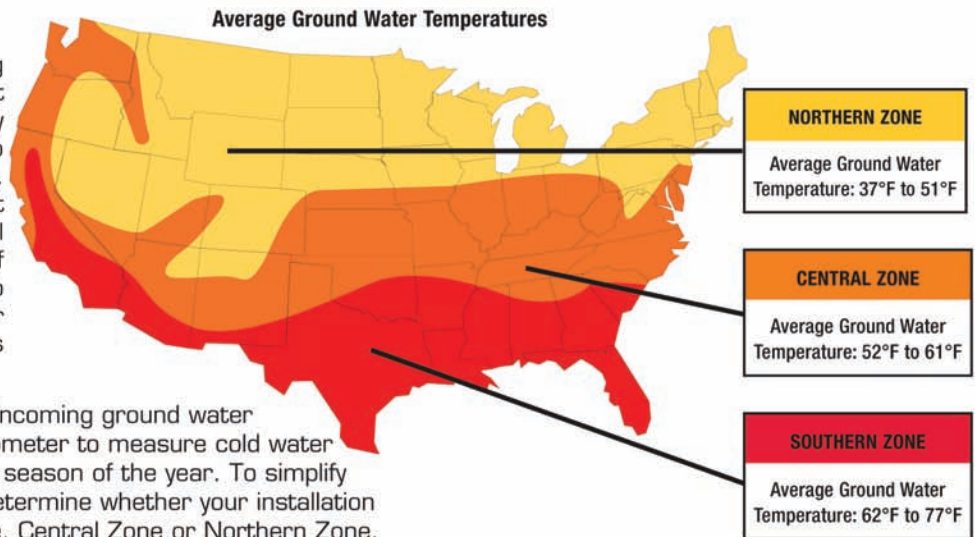 Average Ground Water Temperatures
NORTHERN ZONE
Average Ground Water
Temperature: 37°F to 51°F
CENTRAL ZONE
Average Ground Water
Temperature: 52°F to 61°F
SOUTHERN ZONE
Average Ground Water
Temperature: 62°F to 77°F
ncoming ground water
ometer to measure cold water
season of the year. To simplify
etermine whether your installation
Central Zone or Northern Zone.